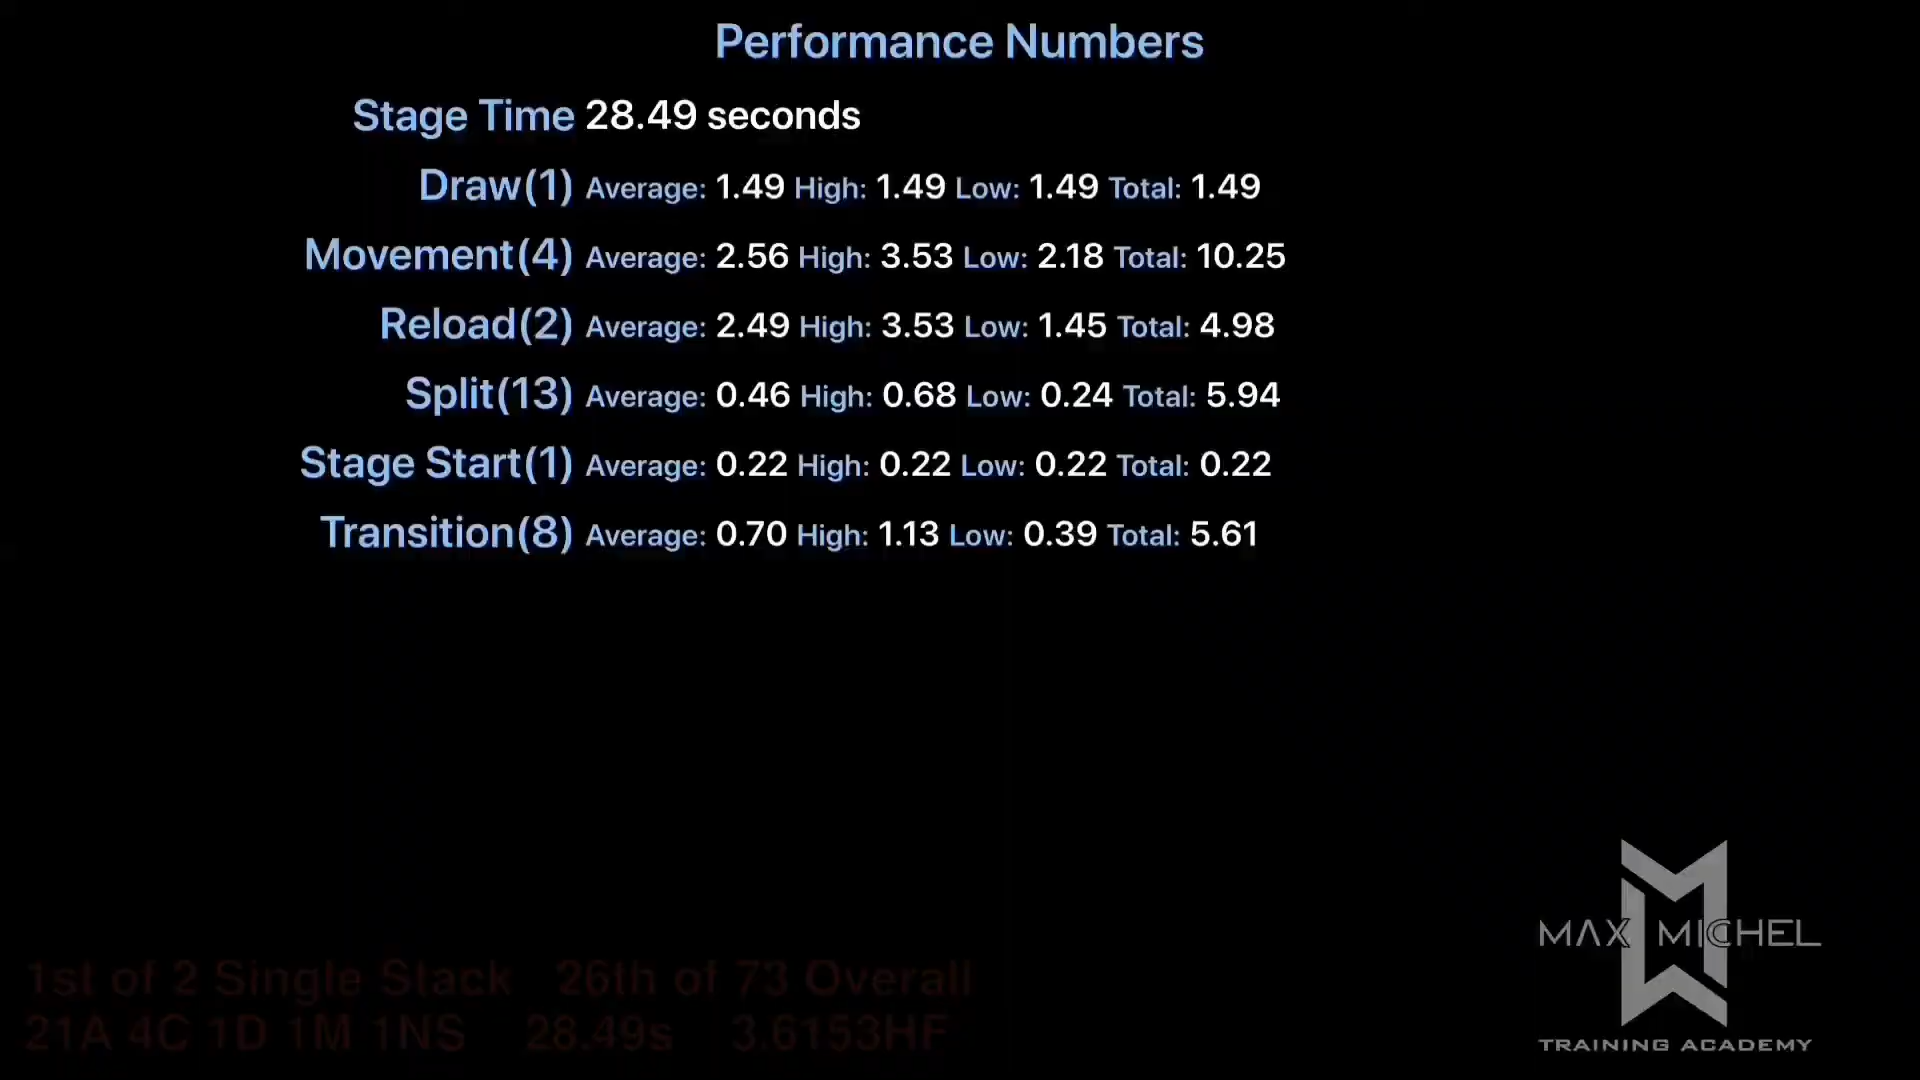 Performance Numbers
Stage Time 28.49 seconds
Draw(1) Average: 1.49 High: 1.49 Low: 1.49 Total: 1.49
Movement(4) Average: 2.56 High: 3.53 Low: 2.18 Total: 10.25
Reload(2) Average: 2.49 High: 3.53 Low: 1.45 Total: 4.98
Split(13) Average: 0.46 High: 0.68 Low: 0.24 Total: 5.94
Stage Start(1) Average: 0.22 High: 0.22 Low: 0.22 Total: 0.22
Transition(8) Average: 0.70 High: 1.13 Low: 0.39 Total: 5.61
1st of 2 Single Stack 26th of 73 Overall
21A 4C 1D 1M 1NS 28.49s 3.6153HF
MAX MICHEL
TRAINING ACADEMY